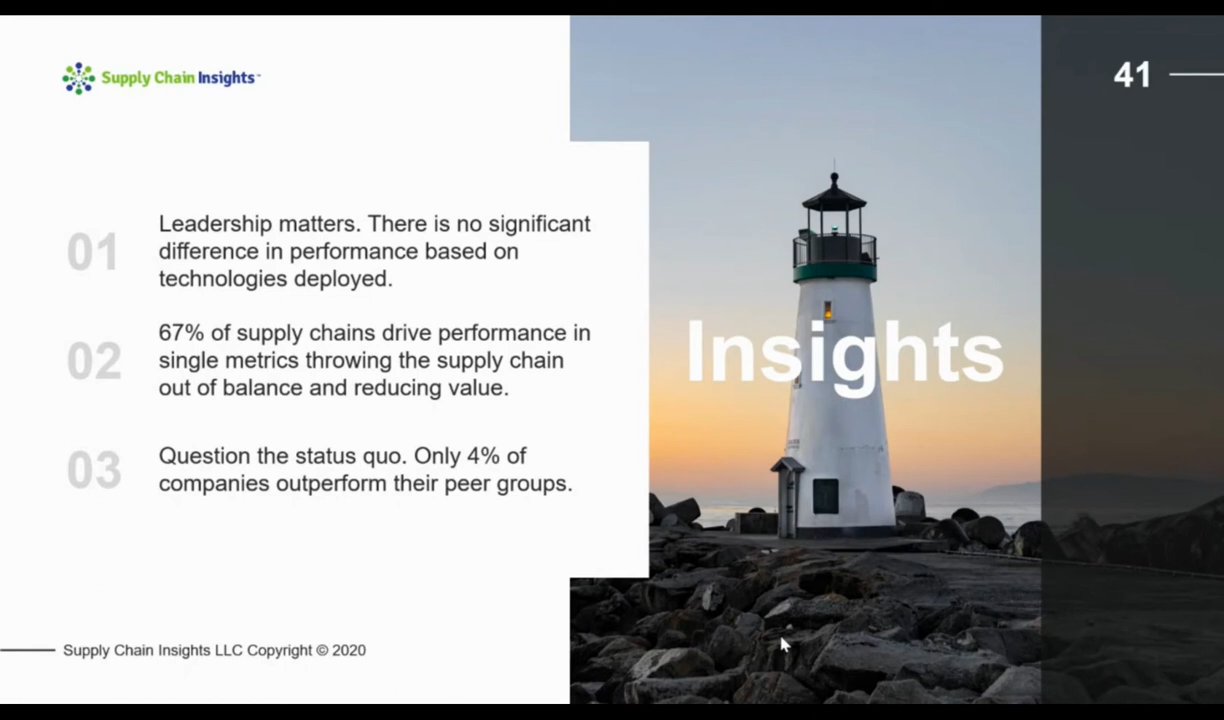 Supply Chain Insights™
41
01
Leadership matters. There is no significant
difference in performance based on
technologies deployed.
02
67% of supply chains drive performance in
single metrics throwing the supply chain
out of balance and reducing value.
03
Question the status quo. Only 4% of
companies outperform their peer groups.
Insights
Supply Chain Insights LLC Copyright © 2020